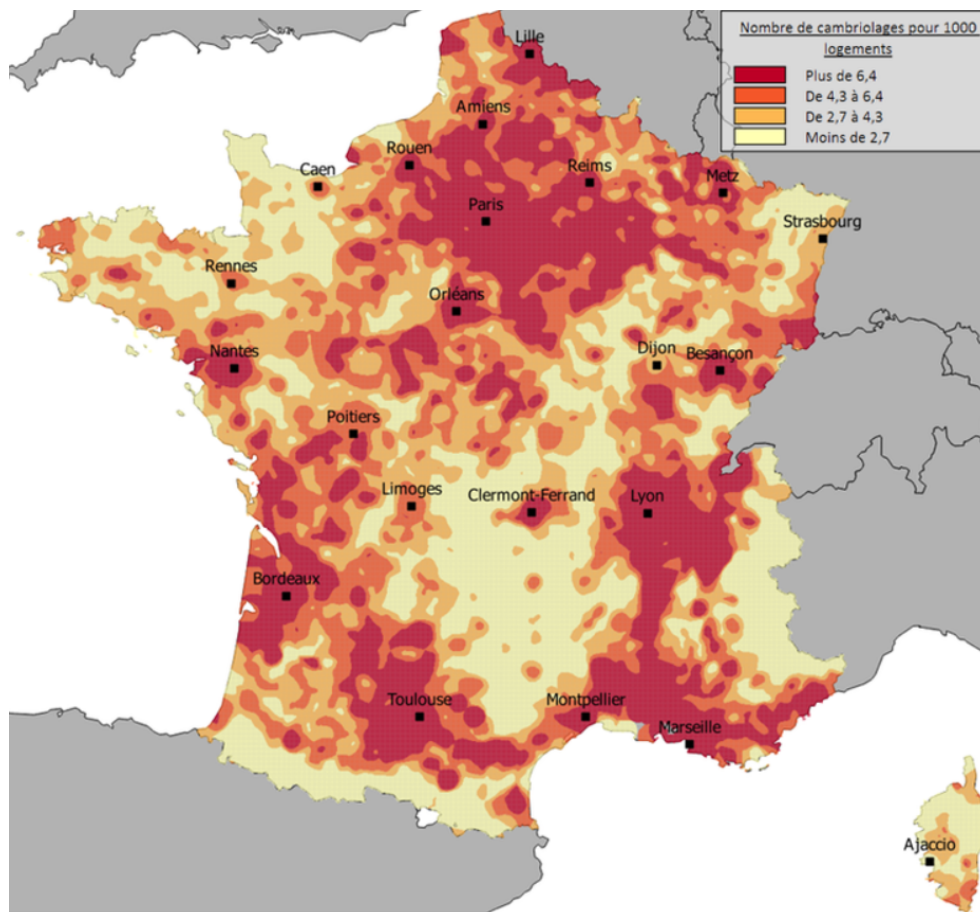 Nombre de cambriolages pour 1000
logements
Plus de 6,4
De 4,3 à 6,4
De 2,7 à 4,3
Moins de 2,7
Lille
Amiens
Rouen
Reims
Caen
Metz
Paris
Strasbourg
Rennes
Orléans
Nantes
Dijon
Besançon
Poitiers
Limoges
Clermont-Ferrand
Lyon
Bordeaux
Toulouse
Montpellier
Marseille
Ajaccio